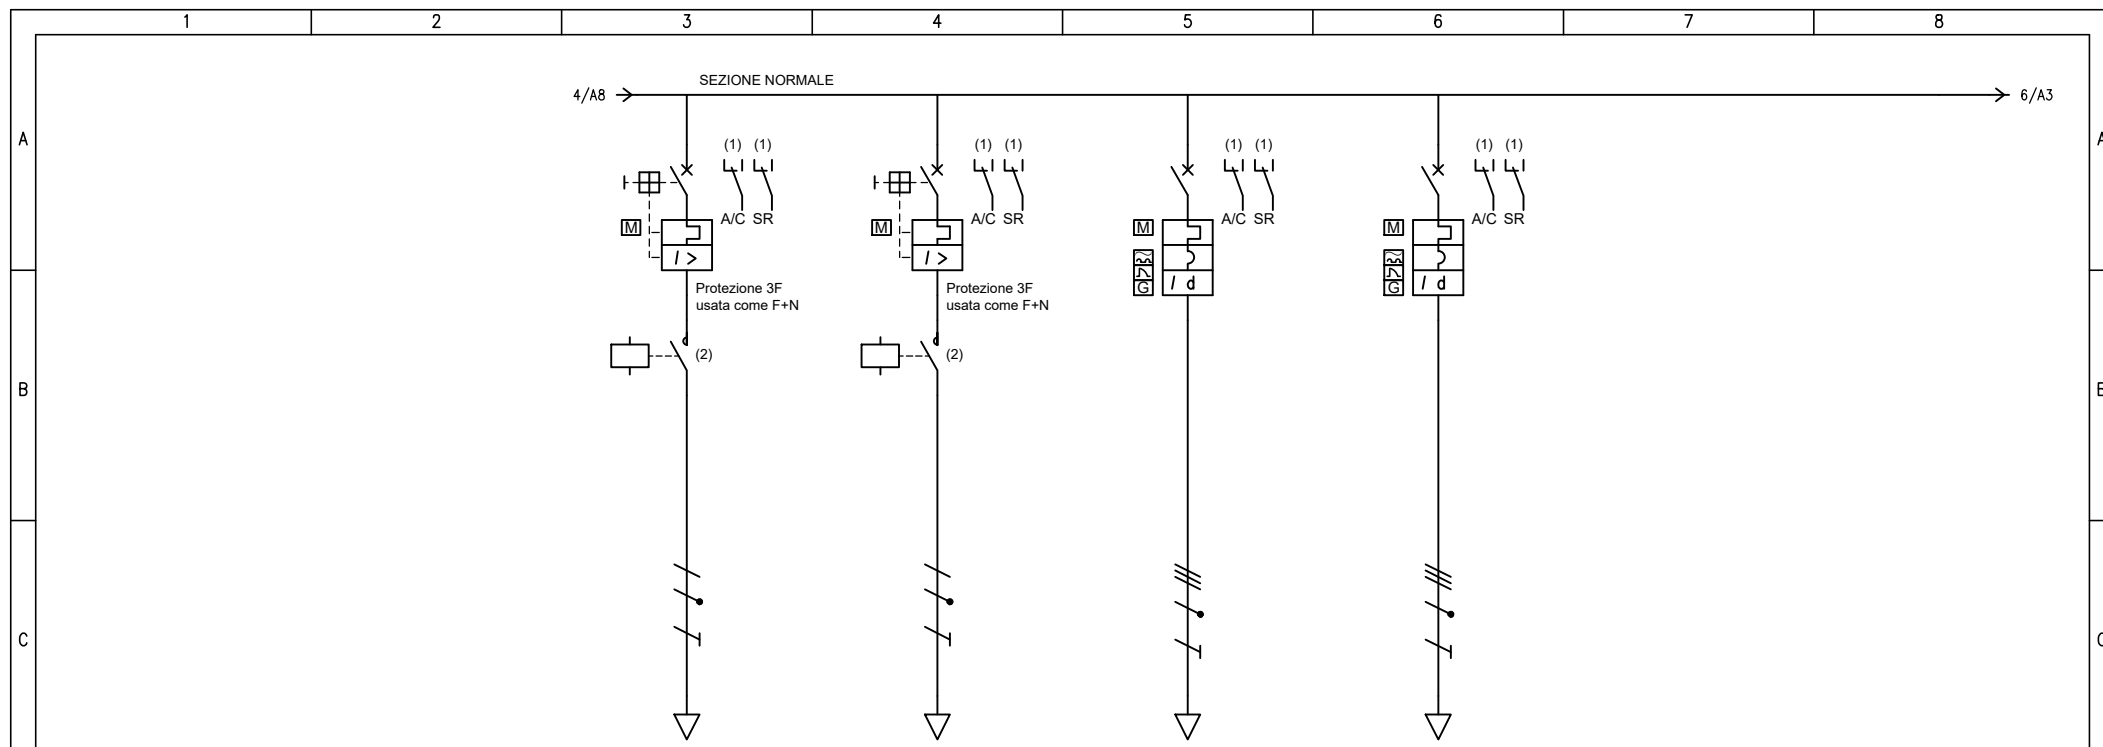 1 2 3 4 5 6 7 8
SEZIONE NORMALE
4/A8 6/A3
A A
(1) (1) (1) (1) (1) (1) (1) (1)
A/C SR A/C SR A/C SR A/C SR
M M M M
I > I >
G I d G I d
Protezione 3F Protezione 3F
usata come F+N usata come F+N
(2) (2)
B
C